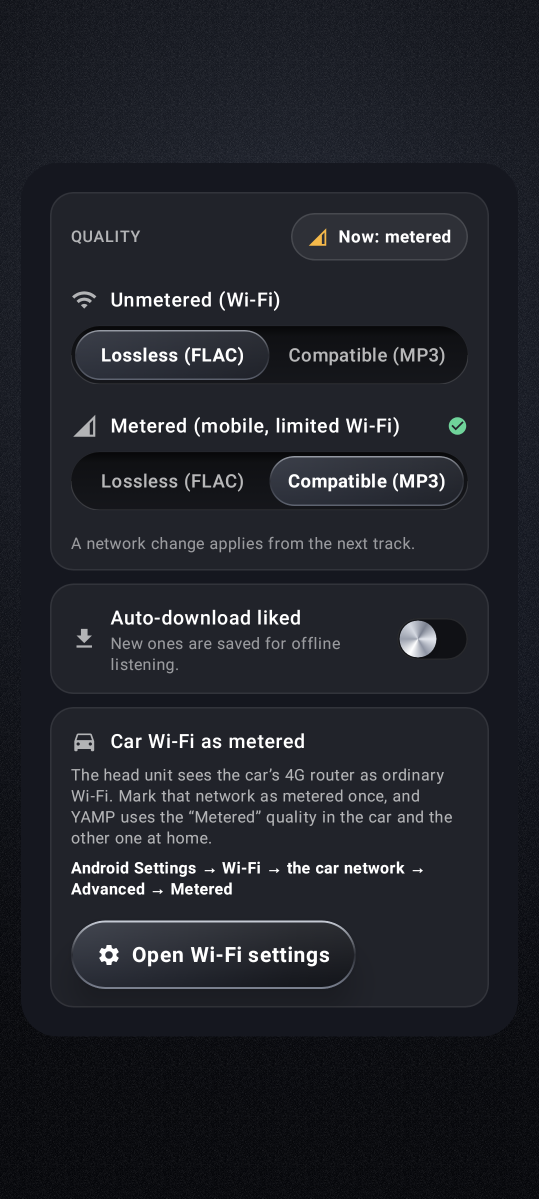 QUALITY
Now: metered
Unmetered (Wi-Fi)
Lossless (FLAC)
Compatible (MP3)
Metered (mobile, limited Wi-Fi)
Lossless (FLAC)
Compatible (MP3)
A network change applies from the next track.
Auto-download liked
New ones are saved for offline
listening.
Car Wi-Fi as metered
The head unit sees the car’s 4G router as ordinary
Wi-Fi. Mark that network as metered once, and
YAMP uses the “Metered” quality in the car and the
other one at home.
Android Settings → Wi-Fi → the car network →
Advanced → Metered
Open Wi-Fi settings